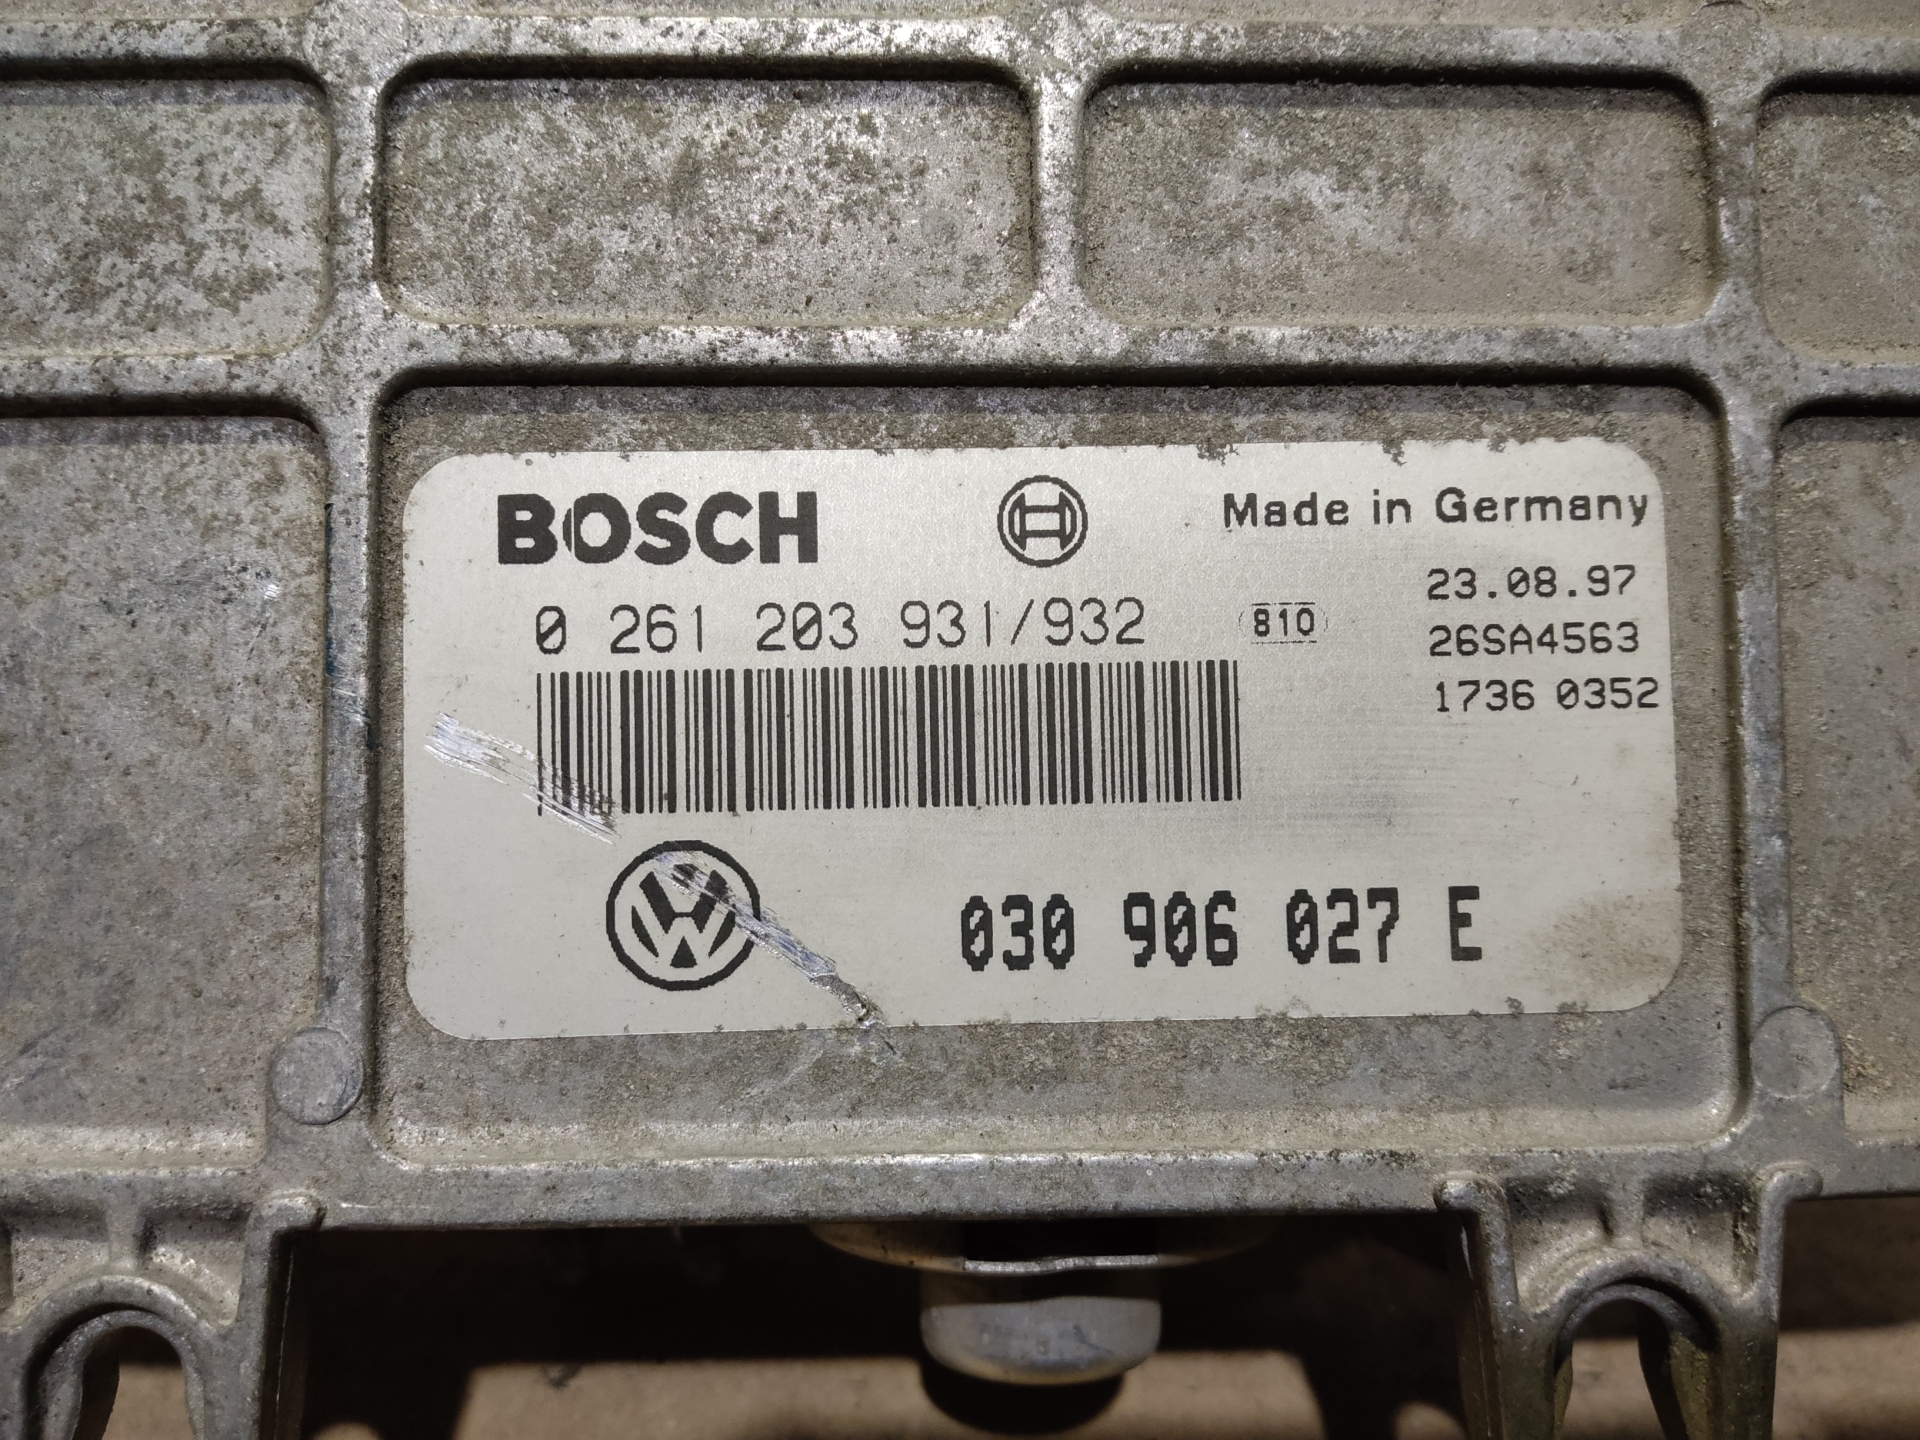 BOSCH
Made in Germany
0 261 203 931/932
810
23.08.97
26SA4563
1736 0352
030 906 027 E